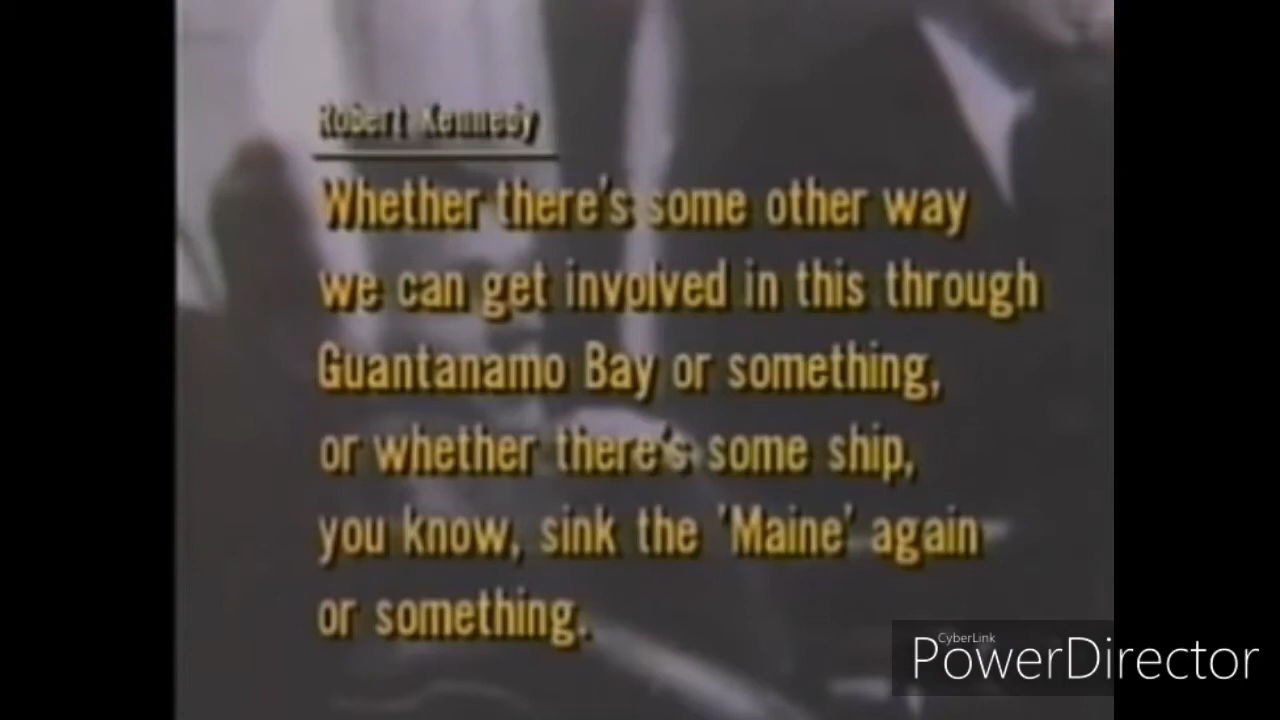 Robert Kennedy
Whether there's some other way
we can get involved in this through
Guantanamo Bay or something,
or whether there's some ship,
you know, sink the 'Maine' again
or something.
CyberLink
PowerDirector